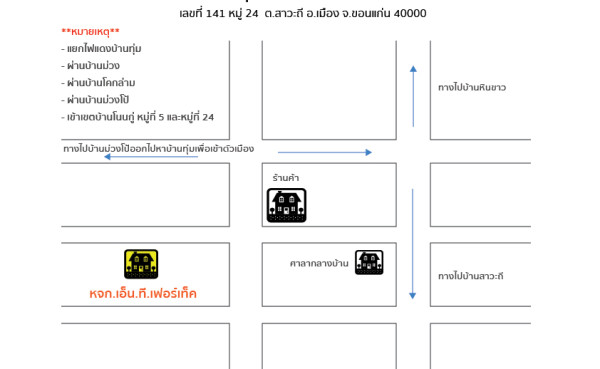 เลขที่ 141 หมู่ 24 ต.สาวะถี อ.เมือง จ.ขอนแก่น 40000
**หมายเหตุ**
- แยกไฟแดงบ้านทุ่ม
- ผ่านบ้านม่วง
- ผ่านบ้านโคกล่าม
- ผ่านบ้านม่วงโป้
- เข้าเขตบ้านโนนกู่ หมู่ที่ 5 และหมู่ที่ 24
ทางไปบ้านหินขาว
ทางไปบ้านม่วงโป้ออกไปหาบ้านทุ่มเพื่อเข้าตัวเมือง
ร้านค้า
ศาลากลางบ้าน
ทางไปบ้านสาวะถี
หจก.เอ็น.ที.เฟอร์เท็ค